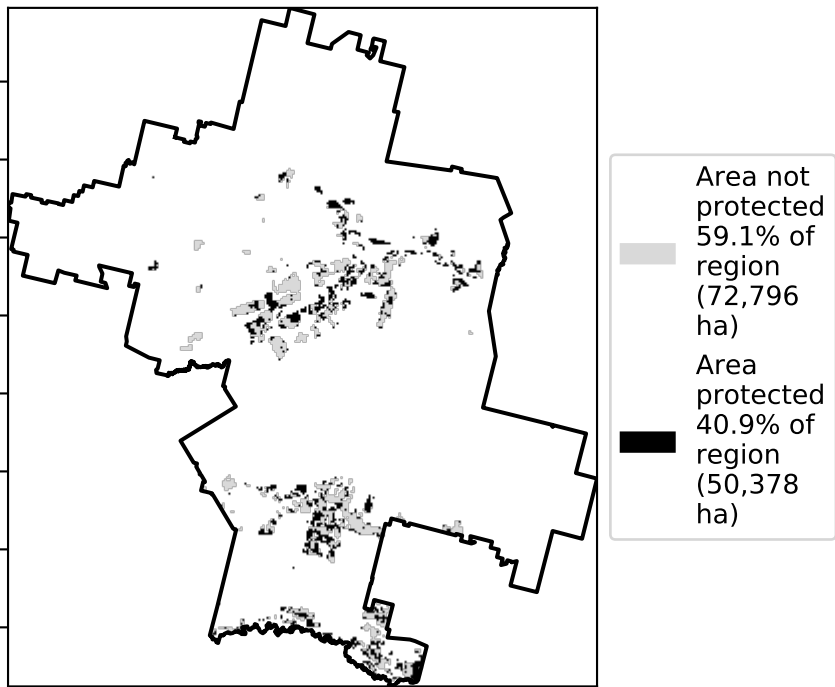 Area not
protected
59.1% of
region
(72,796
ha)
Area
protected
40.9% of
region
(50,378
ha)